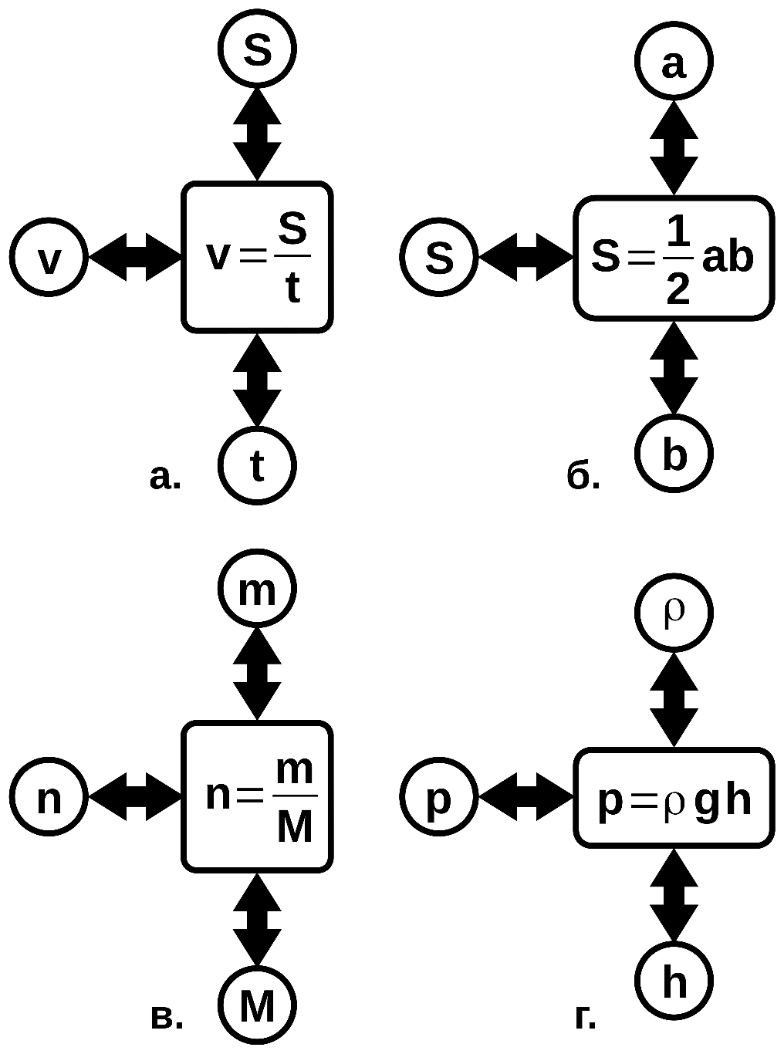 S
v
v = S/t
t
а.
a
S
S = 1/2 ab
b
б.
m
n
n = m/M
M
в.
ρ
p
p = ρ g h
h
г.